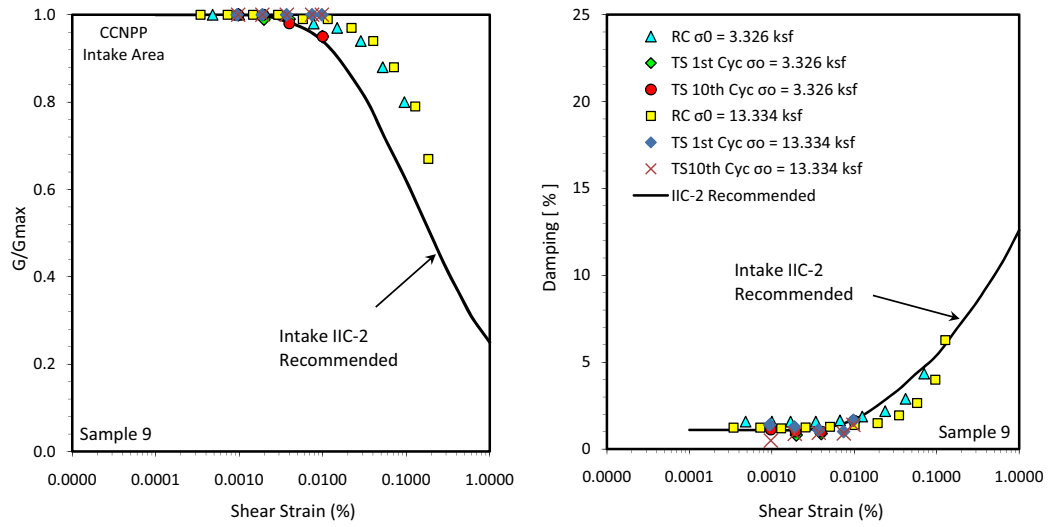 CCNPP
Intake Area
1.0
0.8
0.6
0.4
0.2
0.0
G/Gmax
Intake IIC-2
Recommended
Sample 9
0.0000
0.0001
0.0010
0.0100
0.1000
1.0000
Shear Strain (%)
25
20
15
10
5
0
Damping [ % ]
RC σ0 = 3.326 ksf
TS 1st Cyc σo = 3.326 ksf
TS 10th Cyc σo = 3.326 ksf
RC σ0 = 13.334 ksf
TS 1st Cyc σo = 13.334 ksf
TS10th Cyc σo = 13.334 ksf
IIC-2 Recommended
Intake IIC-2
Recommended
Sample 9
0.0000
0.0001
0.0010
0.0100
0.1000
1.0000
Shear Strain (%)